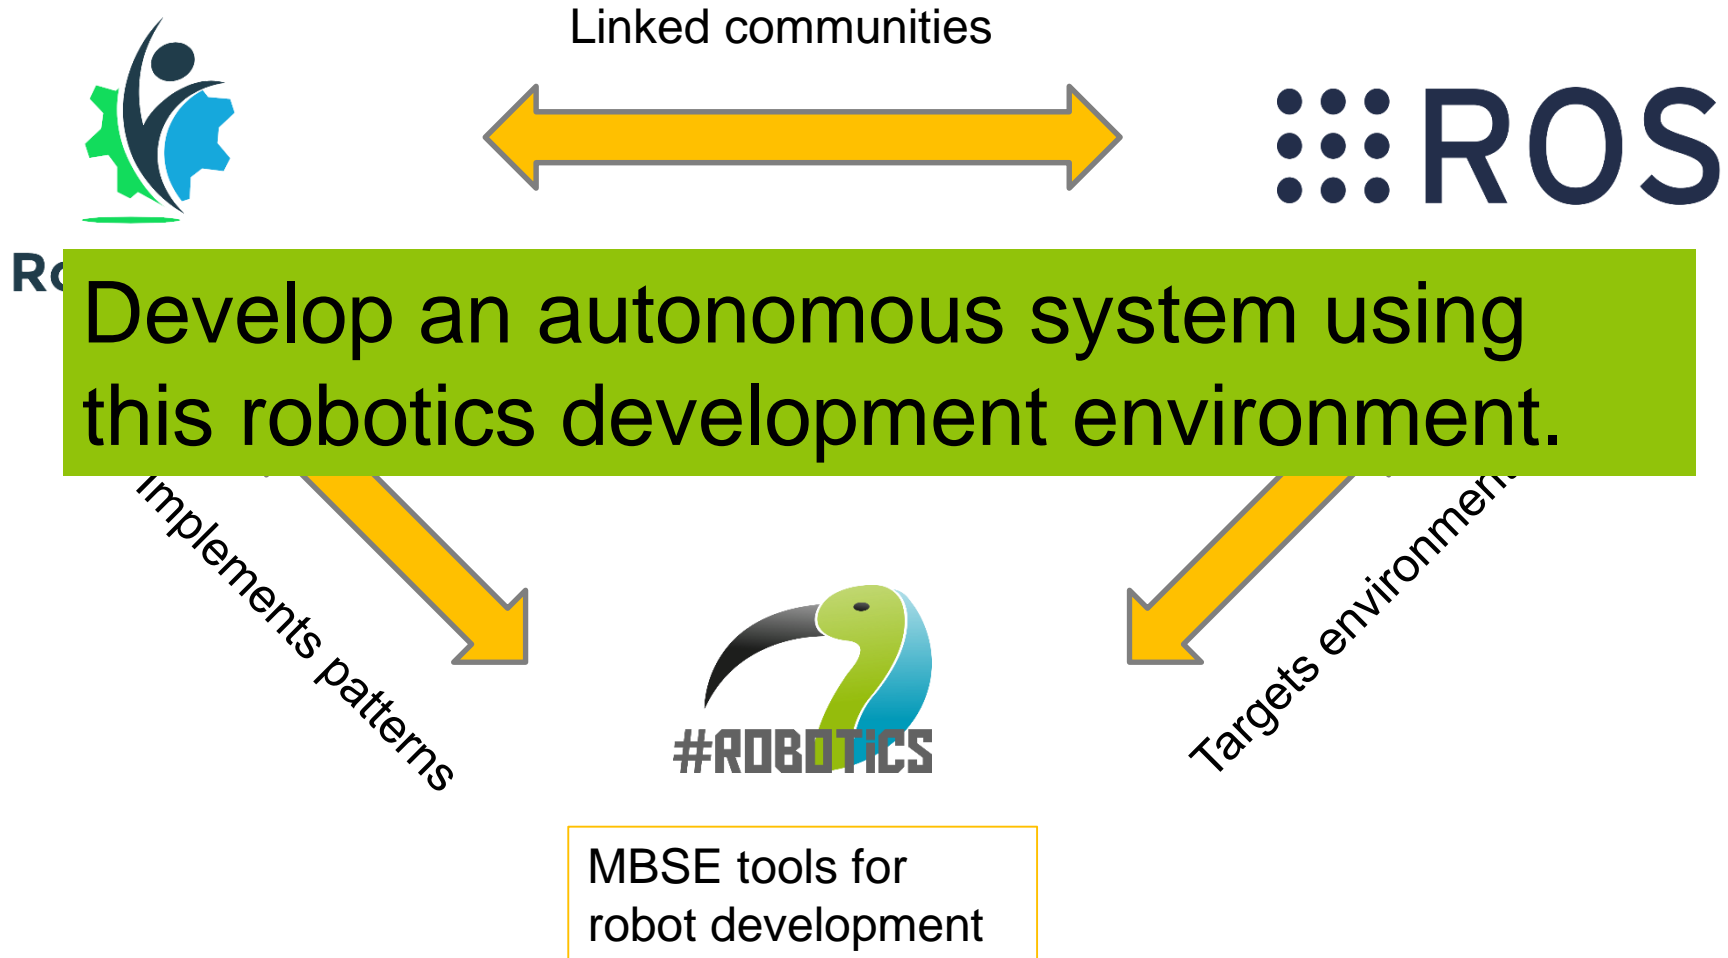 Linked communities
ROS
Develop an autonomous system using
this robotics development environment.
Implements patterns
Targets environment
#ROBOTiCS
MBSE tools for
robot development